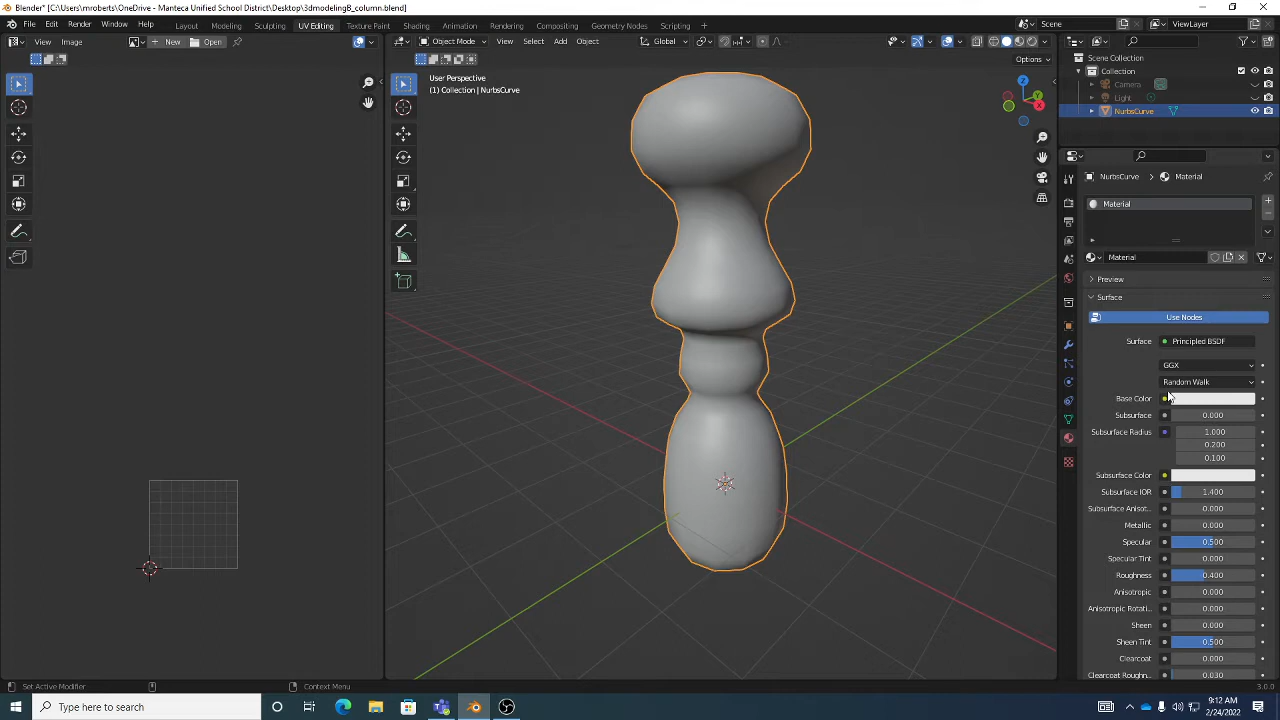 Blender* [C:\Users\mroberts\OneDrive - Manteca Unified School District\Desktop\3dmodelingB_column.blend]
File Edit Render Window Help Layout Modeling Sculpting UV Editing Texture Paint Shading Animation Rendering Compositing Geometry Nodes Scripting Scene ViewLayer
View Image New Open Object Mode View Select Add Object Global
Options
User Perspective
(1) Collection | NurbsCurve
Scene Collection
Collection
Camera
Light
NurbsCurve
NurbsCurve > Material
Material
Material
Preview
Surface
Use Nodes
Surface Principled BSDF
GGX
Random Walk
Base Color
Subsurface 0.000
Subsurface Radius 1.000
0.200
0.100
Subsurface Color
Subsurface IOR 1.400
Subsurface Anisot... 0.000
Metallic 0.000
Specular 0.500
Specular Tint 0.000
Roughness 0.400
Anisotropic 0.000
Anisotropic Rotati... 0.000
Sheen 0.000
Sheen Tint 0.500
Clearcoat 0.000
Clearcoat Roughn... 0.030
Set Active Modifier Context Menu 3.0.0
Type here to search
9:12 AM
2/24/2022